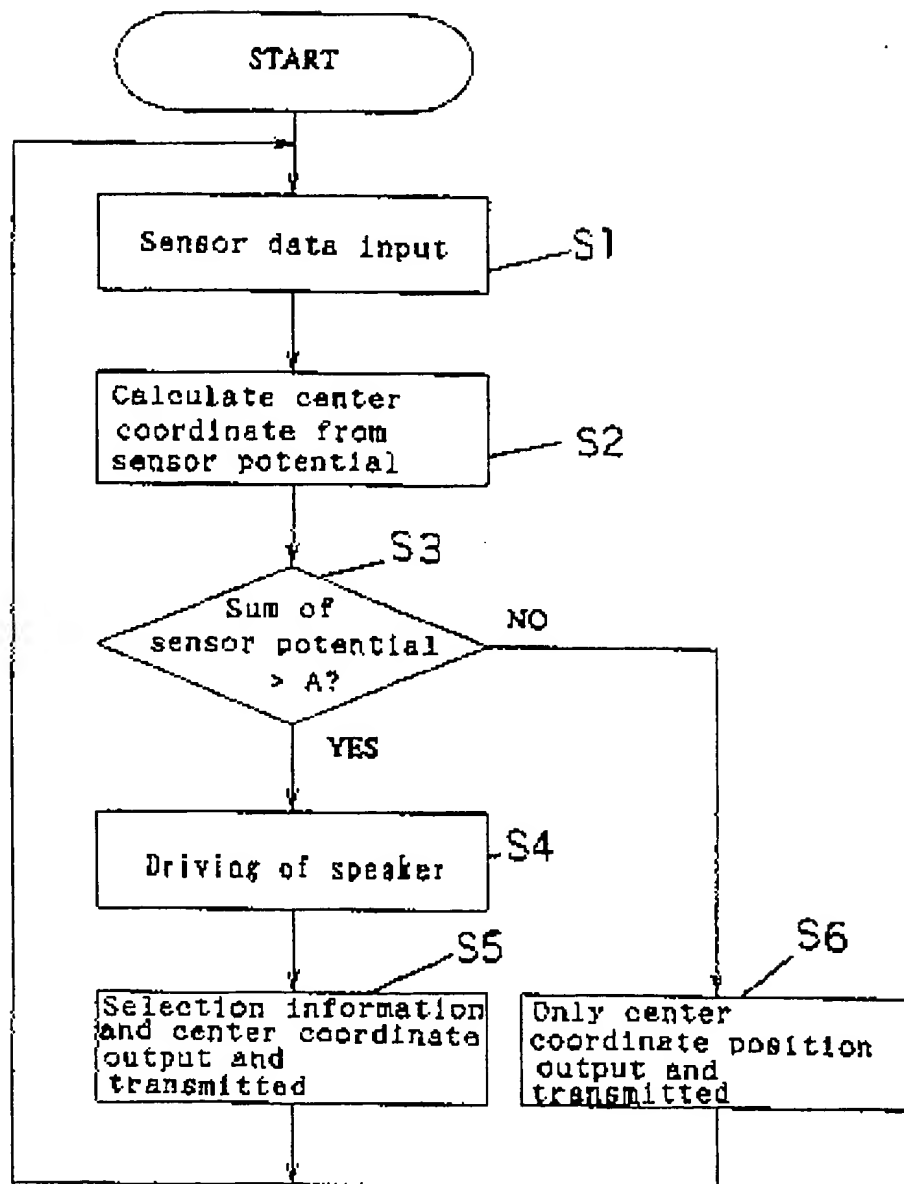 START
Sensor data input
S1
Calculate center
coordinate from
sensor potential
S2
S3
Sum of
sensor potential
> A?
NO
YES
Driving of speaker
S4
S5
Selection information
and center coordinate
output and
transmitted
S6
Only center
coordinate position
output and
transmitted